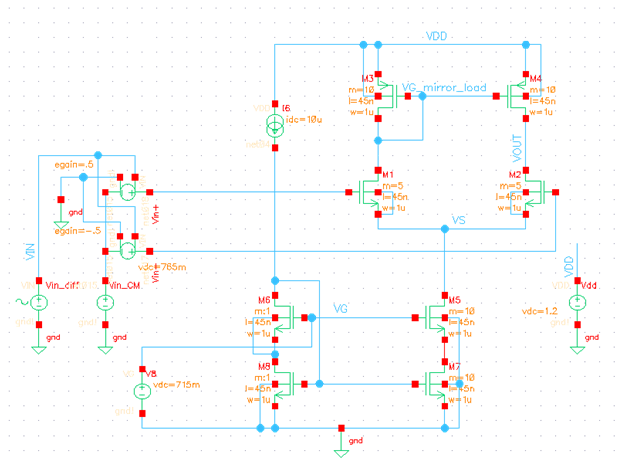 VDD
M3
m=10
l=45n
w=1u
VG_mirror_load
M4
m=10
l=45n
w=1u
I6
idc=10u
VOUT
egain=.5
gnd
egain=-.5
Vin+
Vin+
M1
m=5
l=45n
w=1u
M2
m=5
l=45n
w=1u
VS
VIN
Vin_diff
gnd
Vin_CM
vdc=765m
gnd
VDD
Vdd
vdc=1.2
gnd
M6
m:1
l=45n
w=1u
VG
M5
m=10
l=45n
w=1u
V8
vdc=715m
M8
m:1
l=45n
w=1u
M7
m=10
l=45n
w=1u
gnd